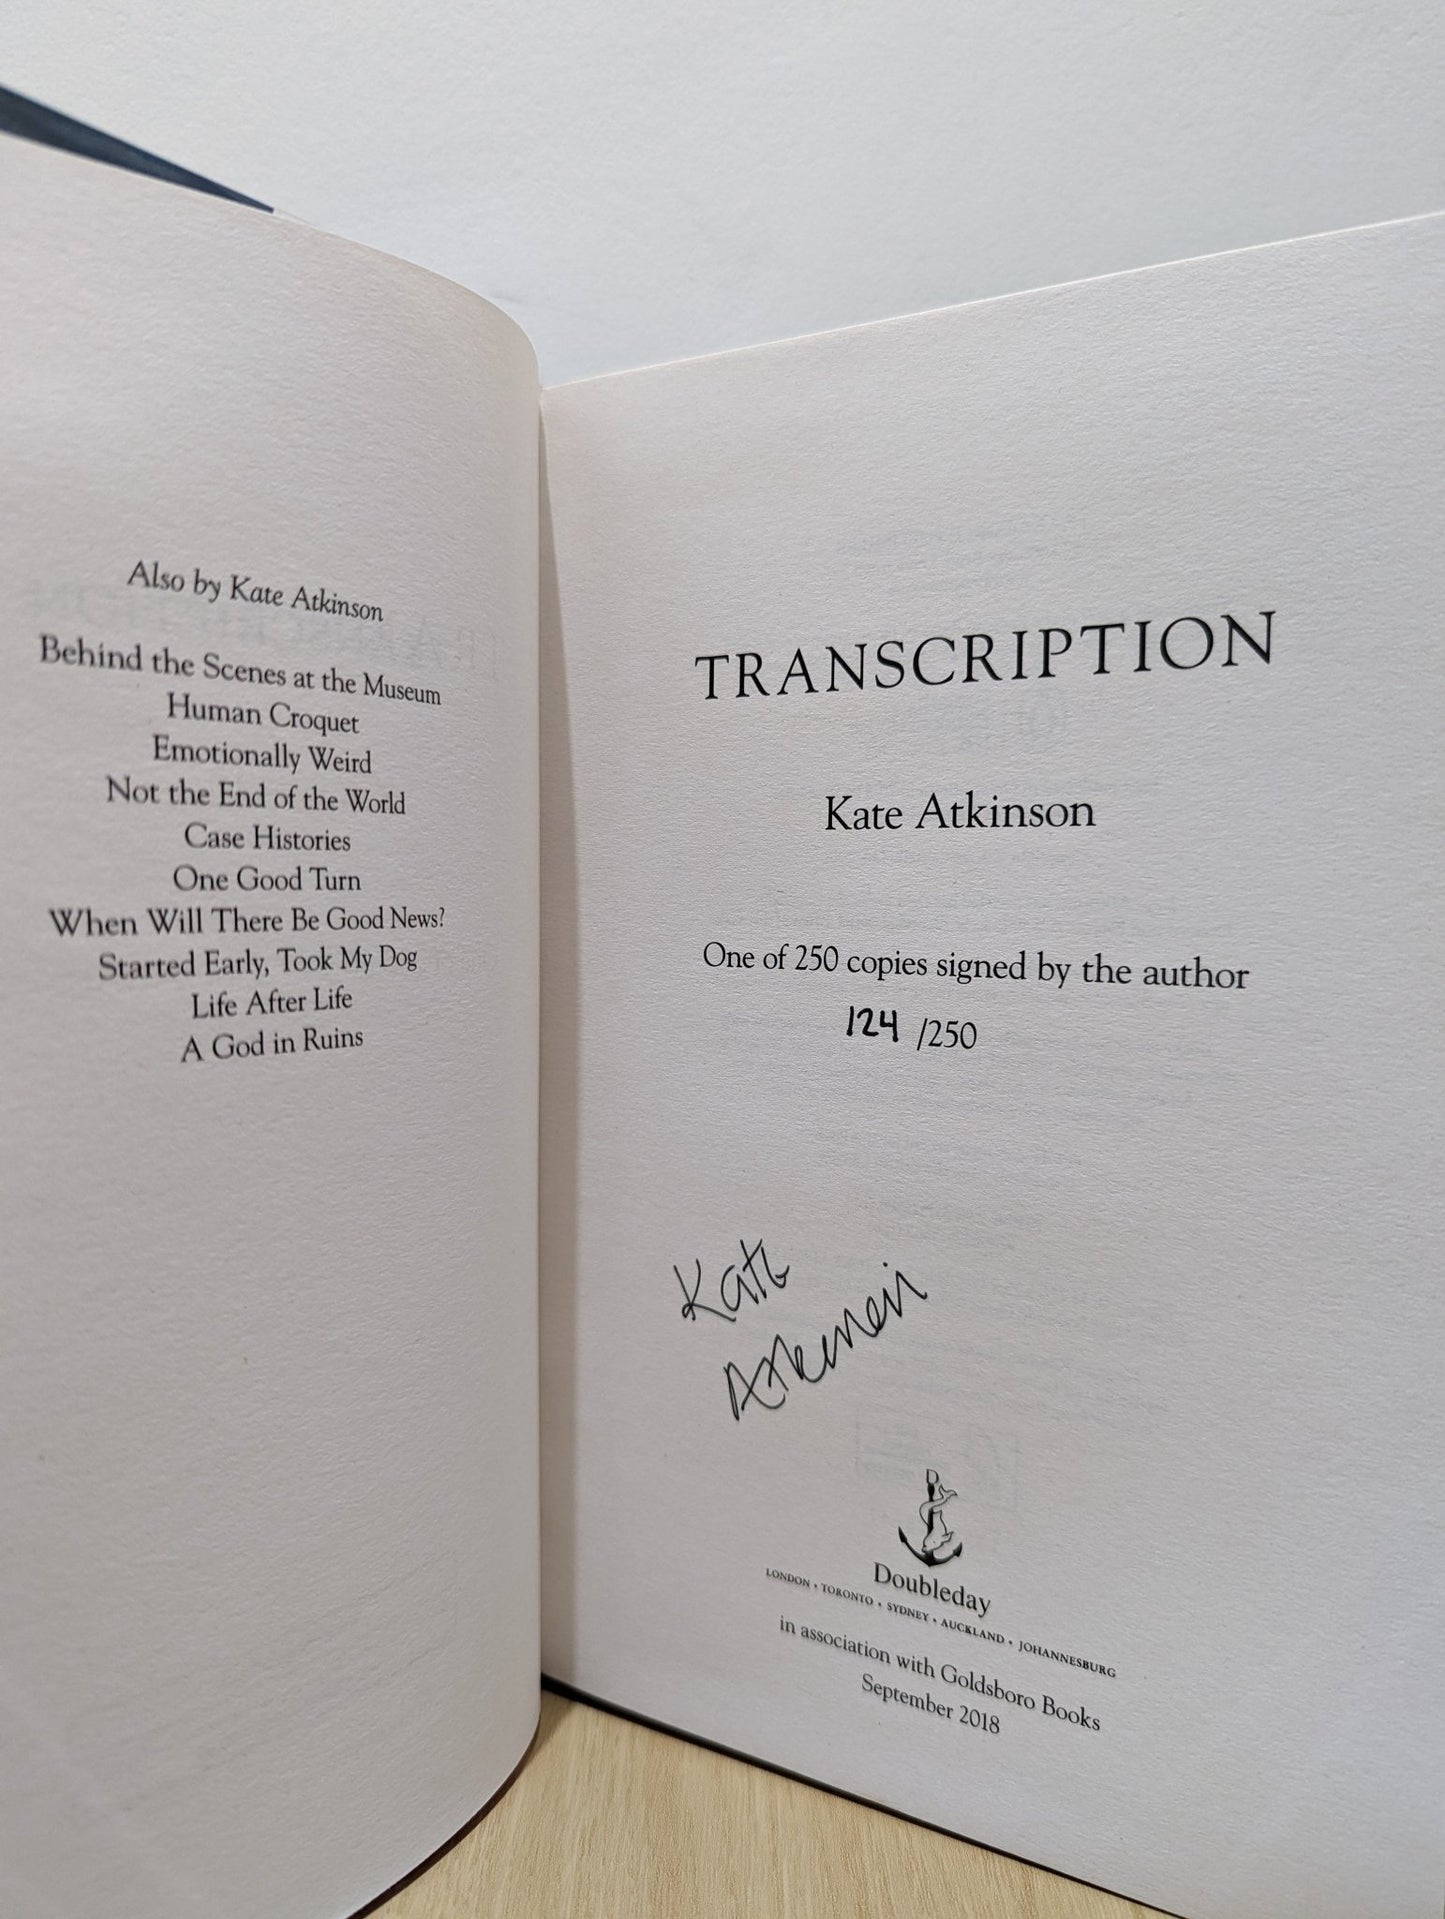 Also by Kate Atkinson
Behind the Scenes at the Museum
Human Croquet
Emotionally Weird
Not the End of the World
Case Histories
One Good Turn
When Will There Be Good News?
Started Early, Took My Dog
Life After Life
A God in Ruins
TRANSCRIPTION
Kate Atkinson
One of 250 copies signed by the author
124 /250
Kate
Atkinson
Doubleday
LONDON • TORONTO • SYDNEY • AUCKLAND • JOHANNESBURG
in association with Goldsboro Books
September 2018